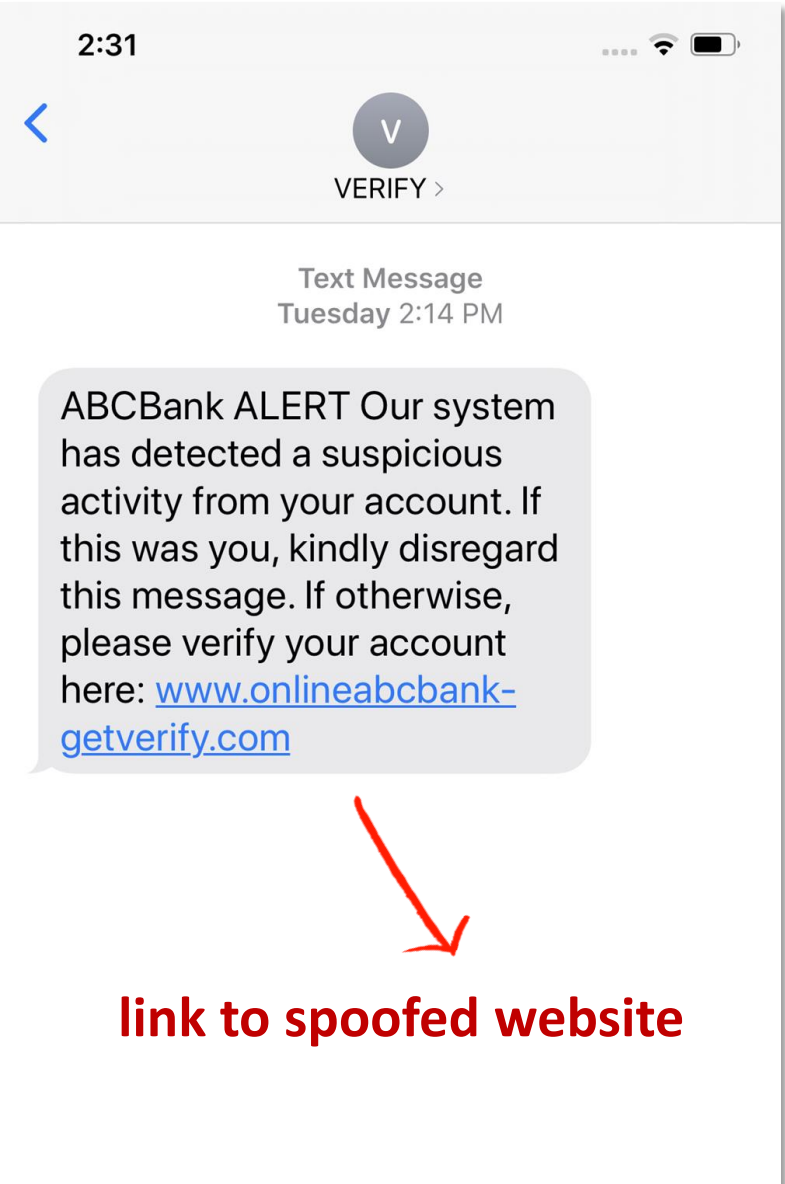 2:31
V
VERIFY >
Text Message
Tuesday 2:14 PM
ABCBank ALERT Our system
has detected a suspicious
activity from your account. If
this was you, kindly disregard
this message. If otherwise,
please verify your account
here: www.onlineabcbank-
getverify.com
link to spoofed website